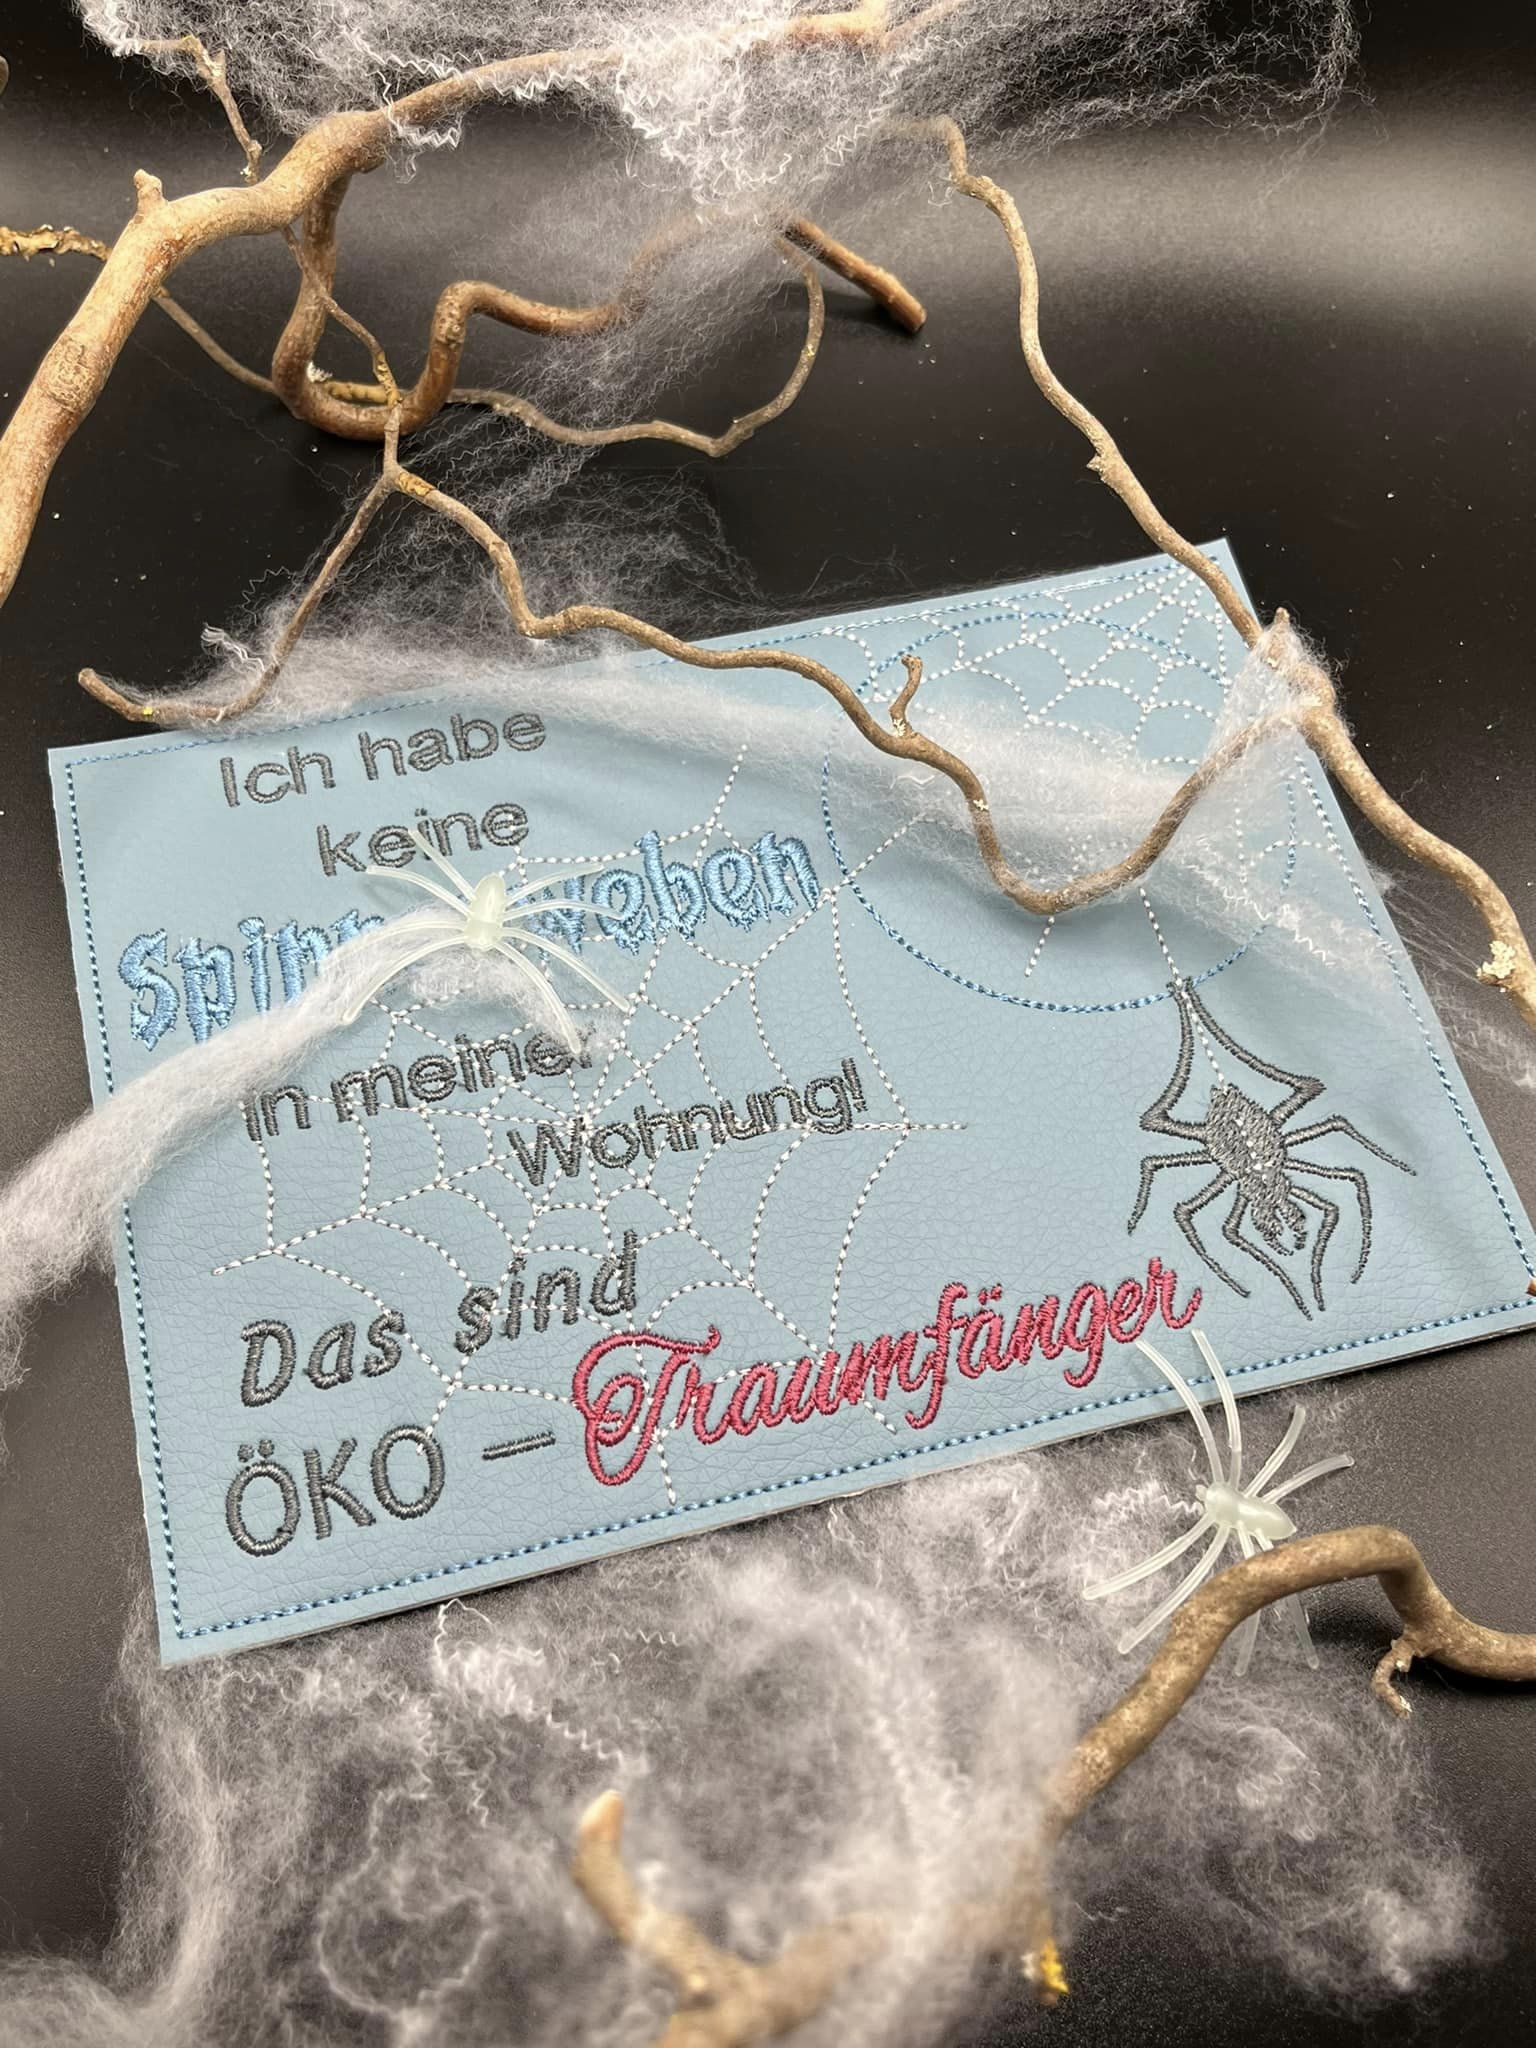 Ich habe
keine
Spinnweben
in meiner
Wohnung!
Das sind
ÖKO - Traumfänger